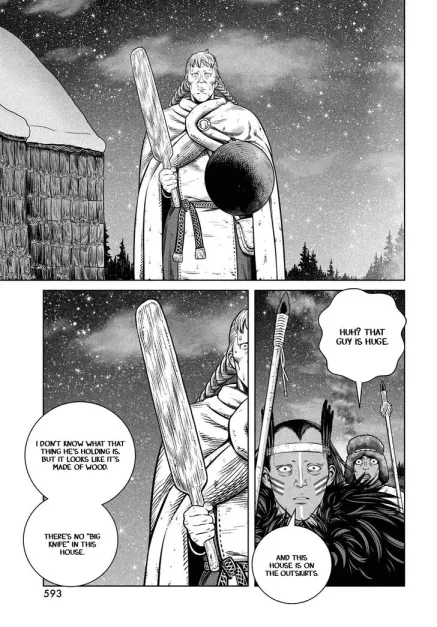 HUH? THAT
GUY IS HUGE.
AND THIS
HOUSE IS ON
THE OUTSKIRTS.
I DON'T KNOW WHAT THAT
THING HE'S HOLDING IS,
BUT IT LOOKS LIKE IT'S
MADE OF WOOD.
THERE'S NO "BIG
KNIFE" IN THIS
HOUSE.
593